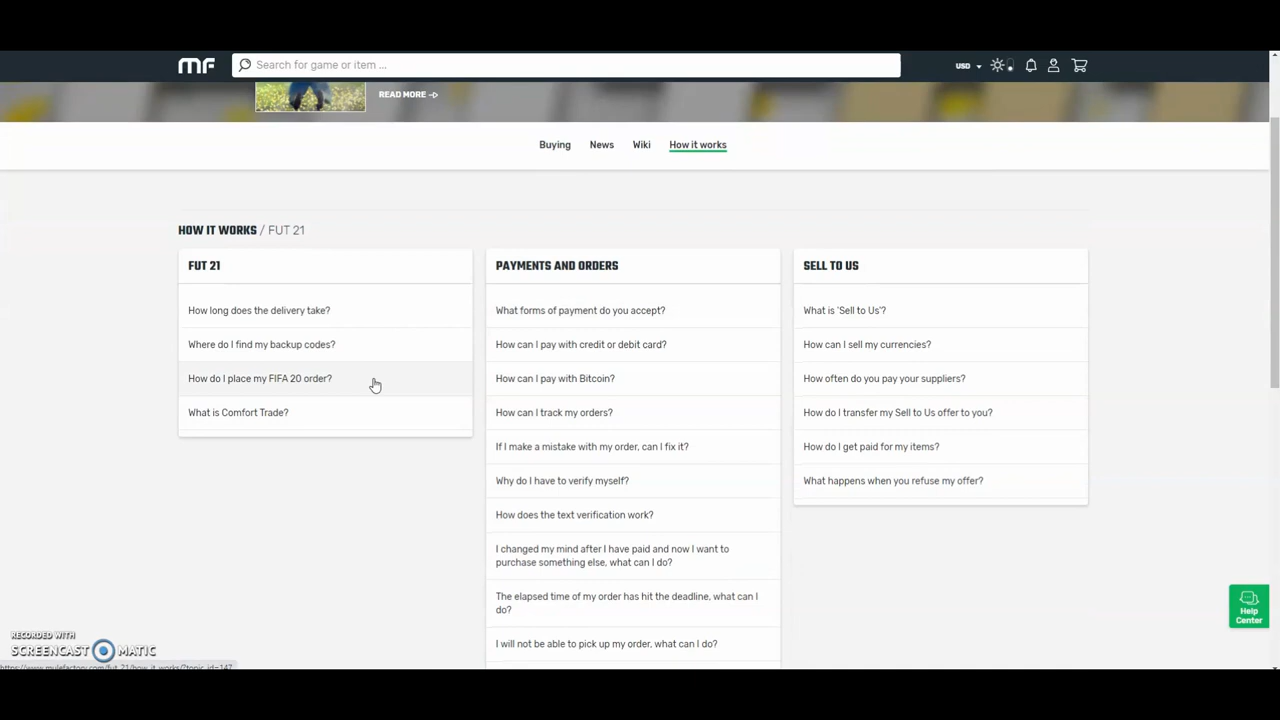 MF
Search for game or item ...
USD
READ MORE
Buying
News
Wiki
How it works
HOW IT WORKS / FUT 21
FUT 21
How long does the delivery take?
Where do I find my backup codes?
How do I place my FIFA 20 order?
What is Comfort Trade?
PAYMENTS AND ORDERS
What forms of payment do you accept?
How can I pay with credit or debit card?
How can I pay with Bitcoin?
How can I track my orders?
If I make a mistake with my order, can I fix it?
Why do I have to verify myself?
How does the text verification work?
I changed my mind after I have paid and now I want to
purchase something else, what can I do?
The elapsed time of my order has hit the deadline, what can I
do?
I will not be able to pick up my order, what can I do?
SELL TO US
What is 'Sell to Us'?
How can I sell my currencies?
How often do you pay your suppliers?
How do I transfer my Sell to Us offer to you?
How do I get paid for my items?
What happens when you refuse my offer?
Help
Center
RECORDED WITH
SCREENCAST MATIC
https://www.mulefactory.com/fut_21/how_it_works/?topic_id=147